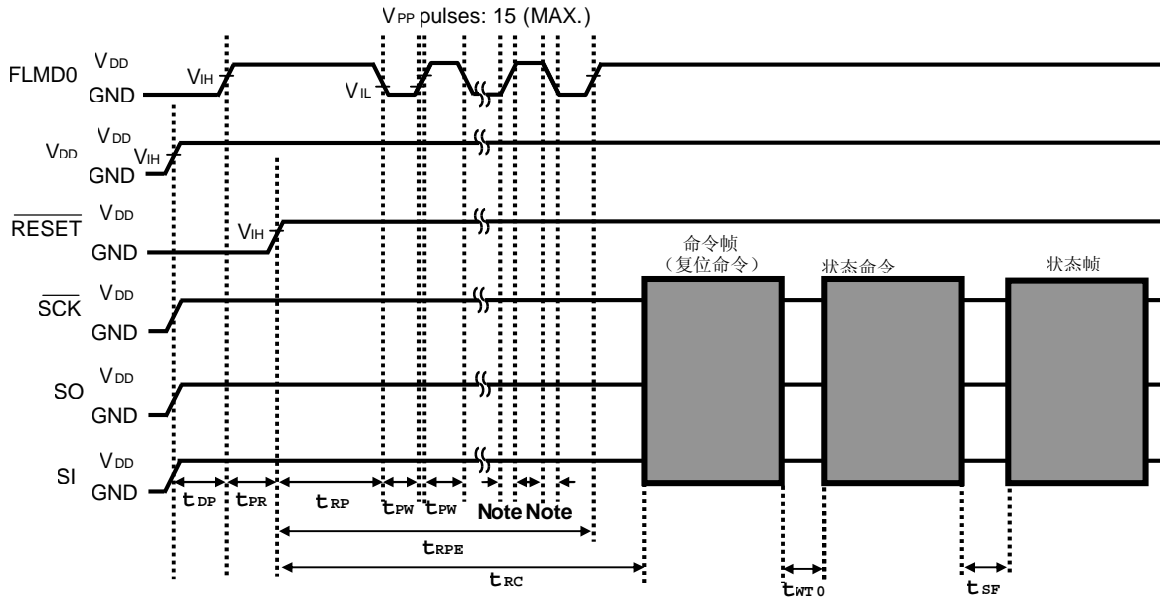 VPP pulses: 15 (MAX.)
FLMD0
VDD
GND
VIH
VIL
VDD
VDD
GND
VIH
RESET
VDD
GND
VIH
命令帧
（复位命令）
状态命令
状态帧
SCK
VDD
GND
SO
VDD
GND
SI
VDD
GND
tDP
tPR
tRP
tPW
tPW
Note Note
tRPE
tRC
tWT0
tSF